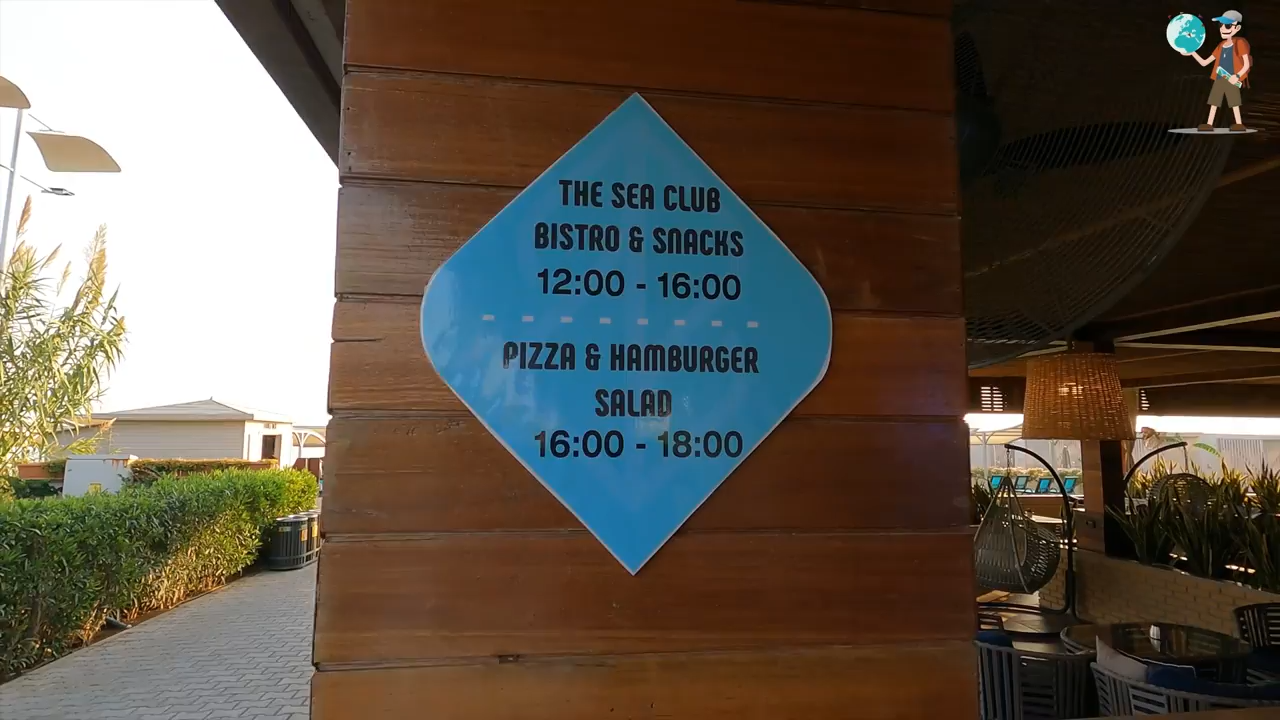 THE SEA CLUB
BISTRO & SNACKS
12:00 - 16:00
PIZZA & HAMBURGER
SALAD
16:00 - 18:00